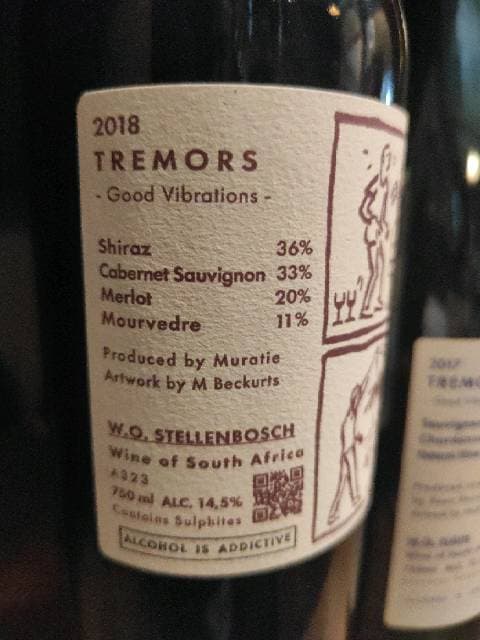 2018
TREMORS
- Good Vibrations -
Shiraz 36%
Cabernet Sauvignon 33%
Merlot 20%
Mourvedre 11%
Produced by Muratie
Artwork by M Beckurts
W.O. STELLENBOSCH
Wine of South Africa
A323
750 ml ALC. 14,5%
Contains Sulphites
ALCOHOL IS ADDICTIVE
2017